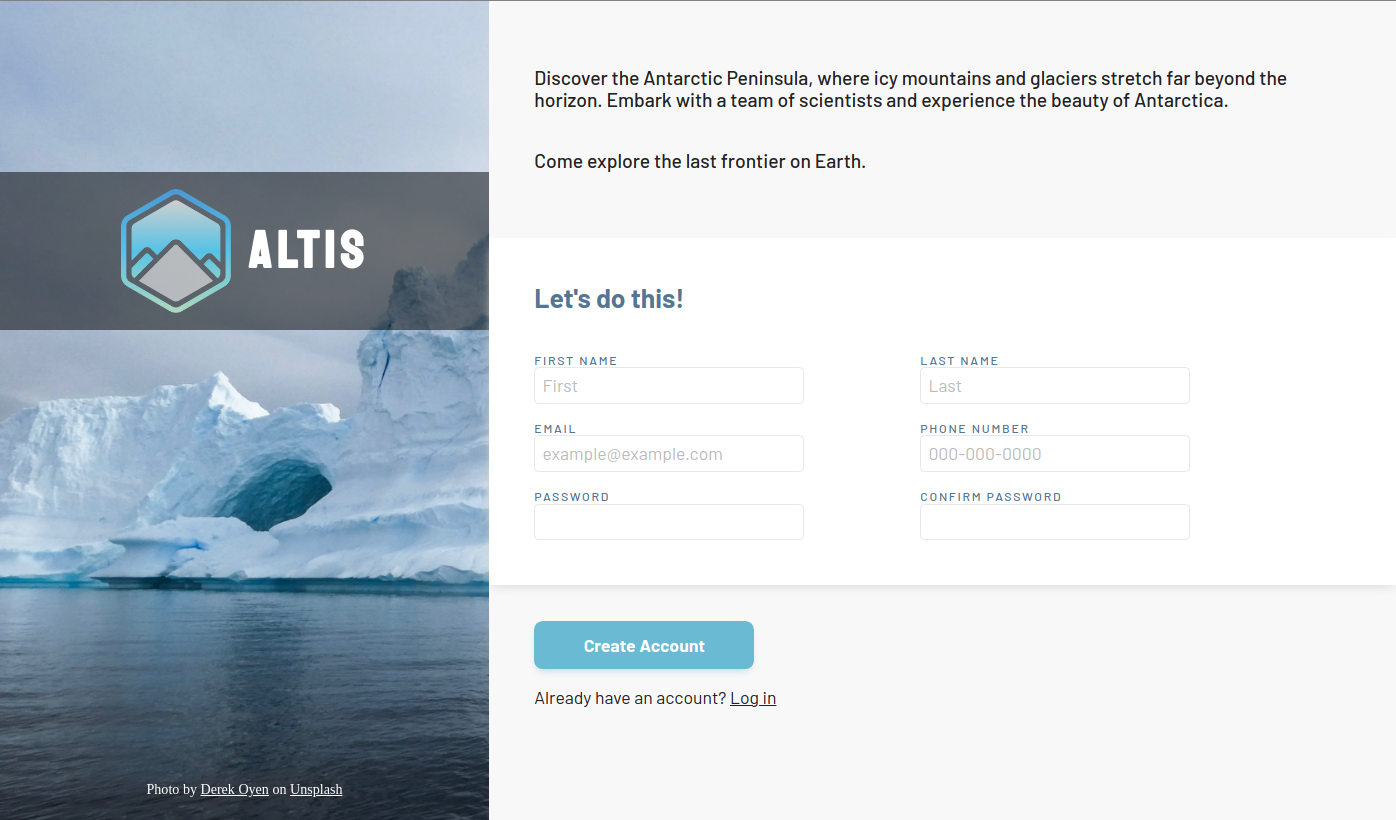 ALTIS
Photo by Derek Oyen on Unsplash
Discover the Antarctic Peninsula, where icy mountains and glaciers stretch far beyond the
horizon. Embark with a team of scientists and experience the beauty of Antarctica.
Come explore the last frontier on Earth.
Let's do this!
FIRST NAME
First
LAST NAME
Last
EMAIL
example@example.com
PHONE NUMBER
000-000-0000
PASSWORD
CONFIRM PASSWORD
Create Account
Already have an account? Log in